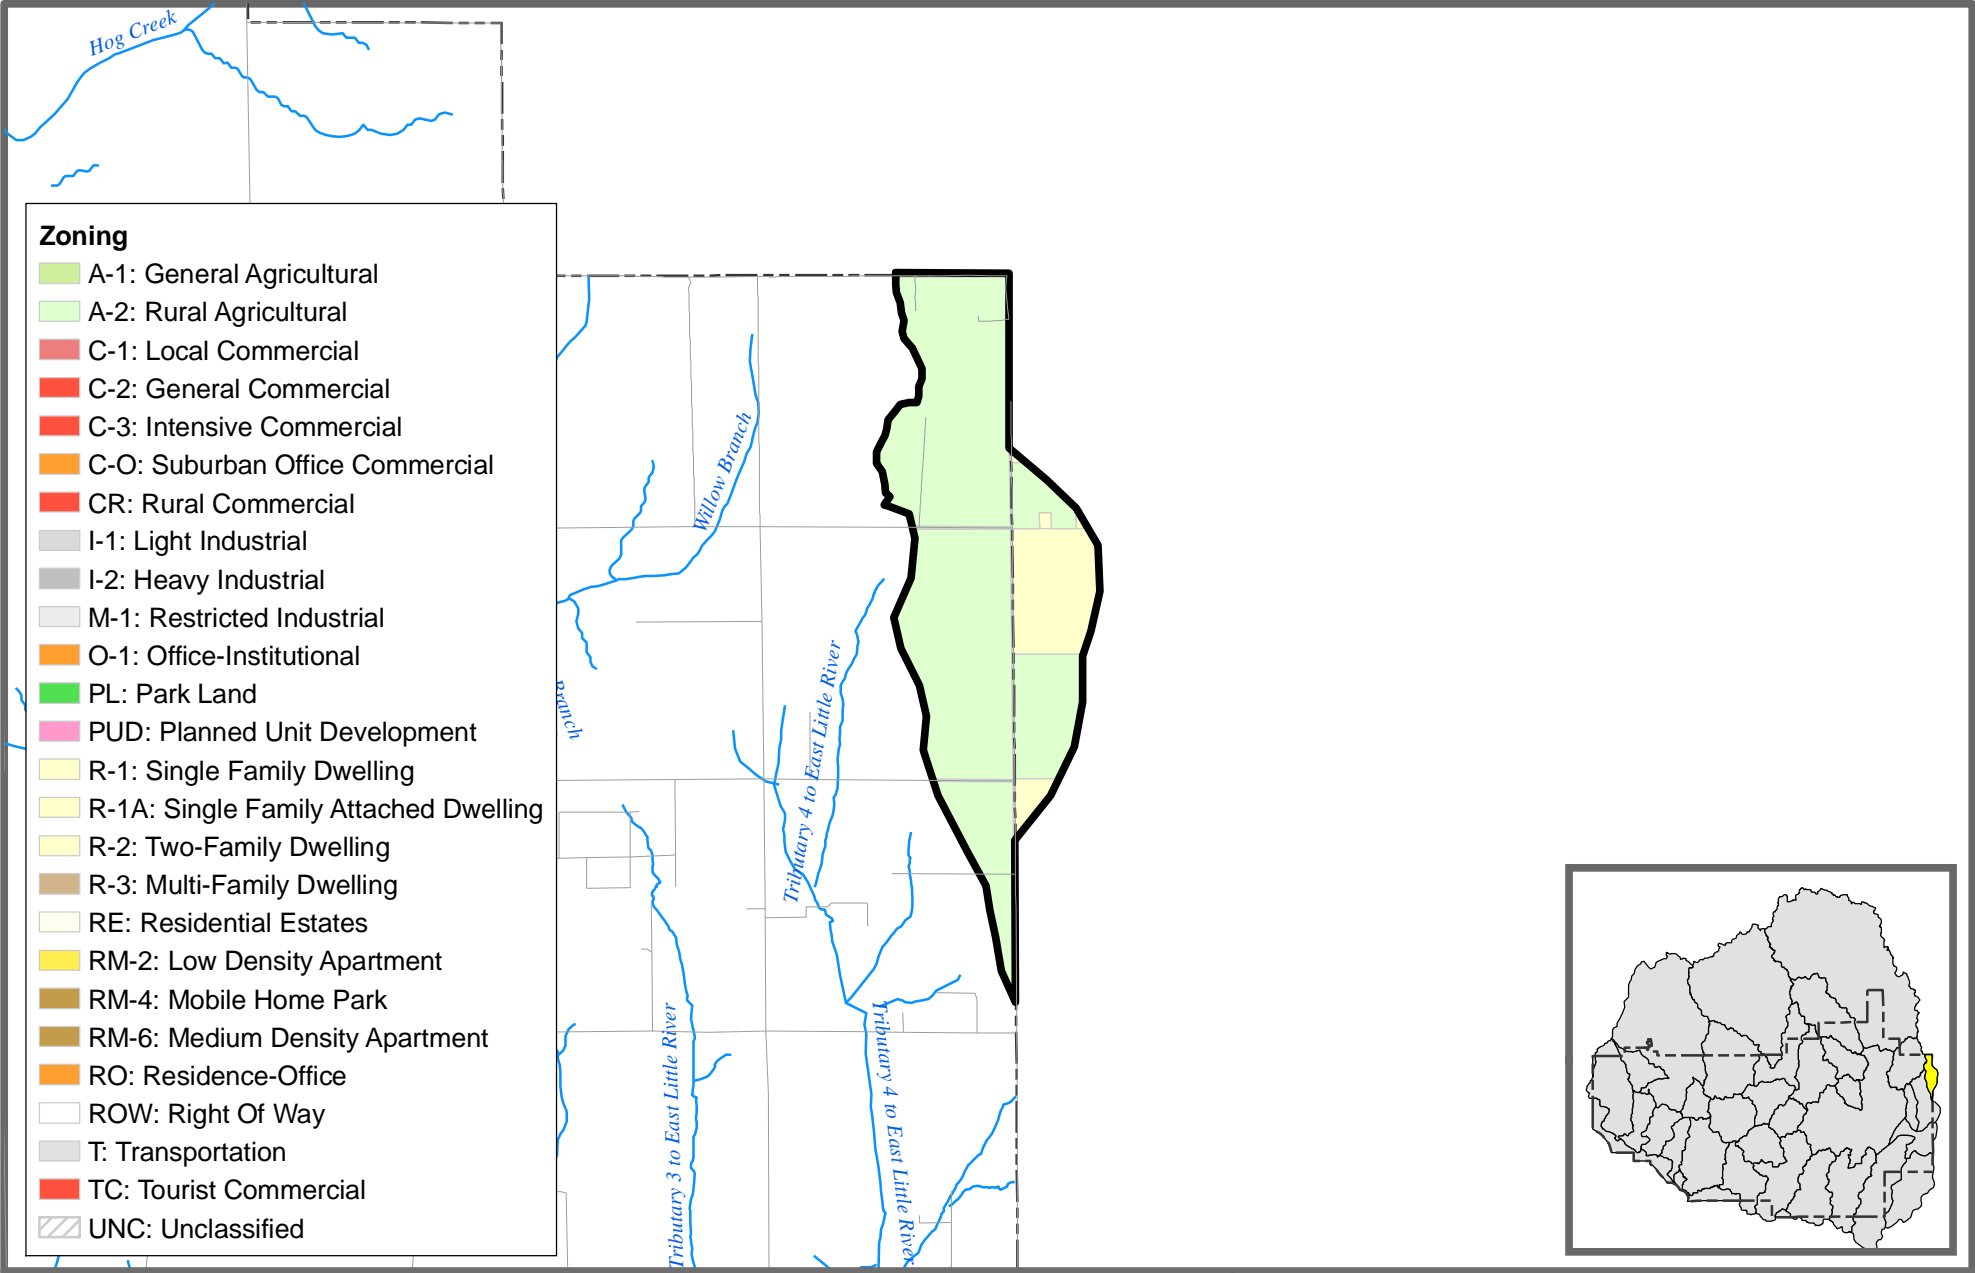 Hog Creek
Zoning
A-1: General Agricultural
A-2: Rural Agricultural
C-1: Local Commercial
C-2: General Commercial
C-3: Intensive Commercial
C-O: Suburban Office Commercial
CR: Rural Commercial
I-1: Light Industrial
I-2: Heavy Industrial
M-1: Restricted Industrial
O-1: Office-Institutional
PL: Park Land
PUD: Planned Unit Development
R-1: Single Family Dwelling
R-1A: Single Family Attached Dwelling
R-2: Two-Family Dwelling
R-3: Multi-Family Dwelling
RE: Residential Estates
RM-2: Low Density Apartment
RM-4: Mobile Home Park
RM-6: Medium Density Apartment
RO: Residence-Office
ROW: Right Of Way
T: Transportation
TC: Tourist Commercial
UNC: Unclassified
Willow Branch
Branch
Tributary 4 to East Little River
Tributary 3 to East Little River
Tributary 4 to East Little River